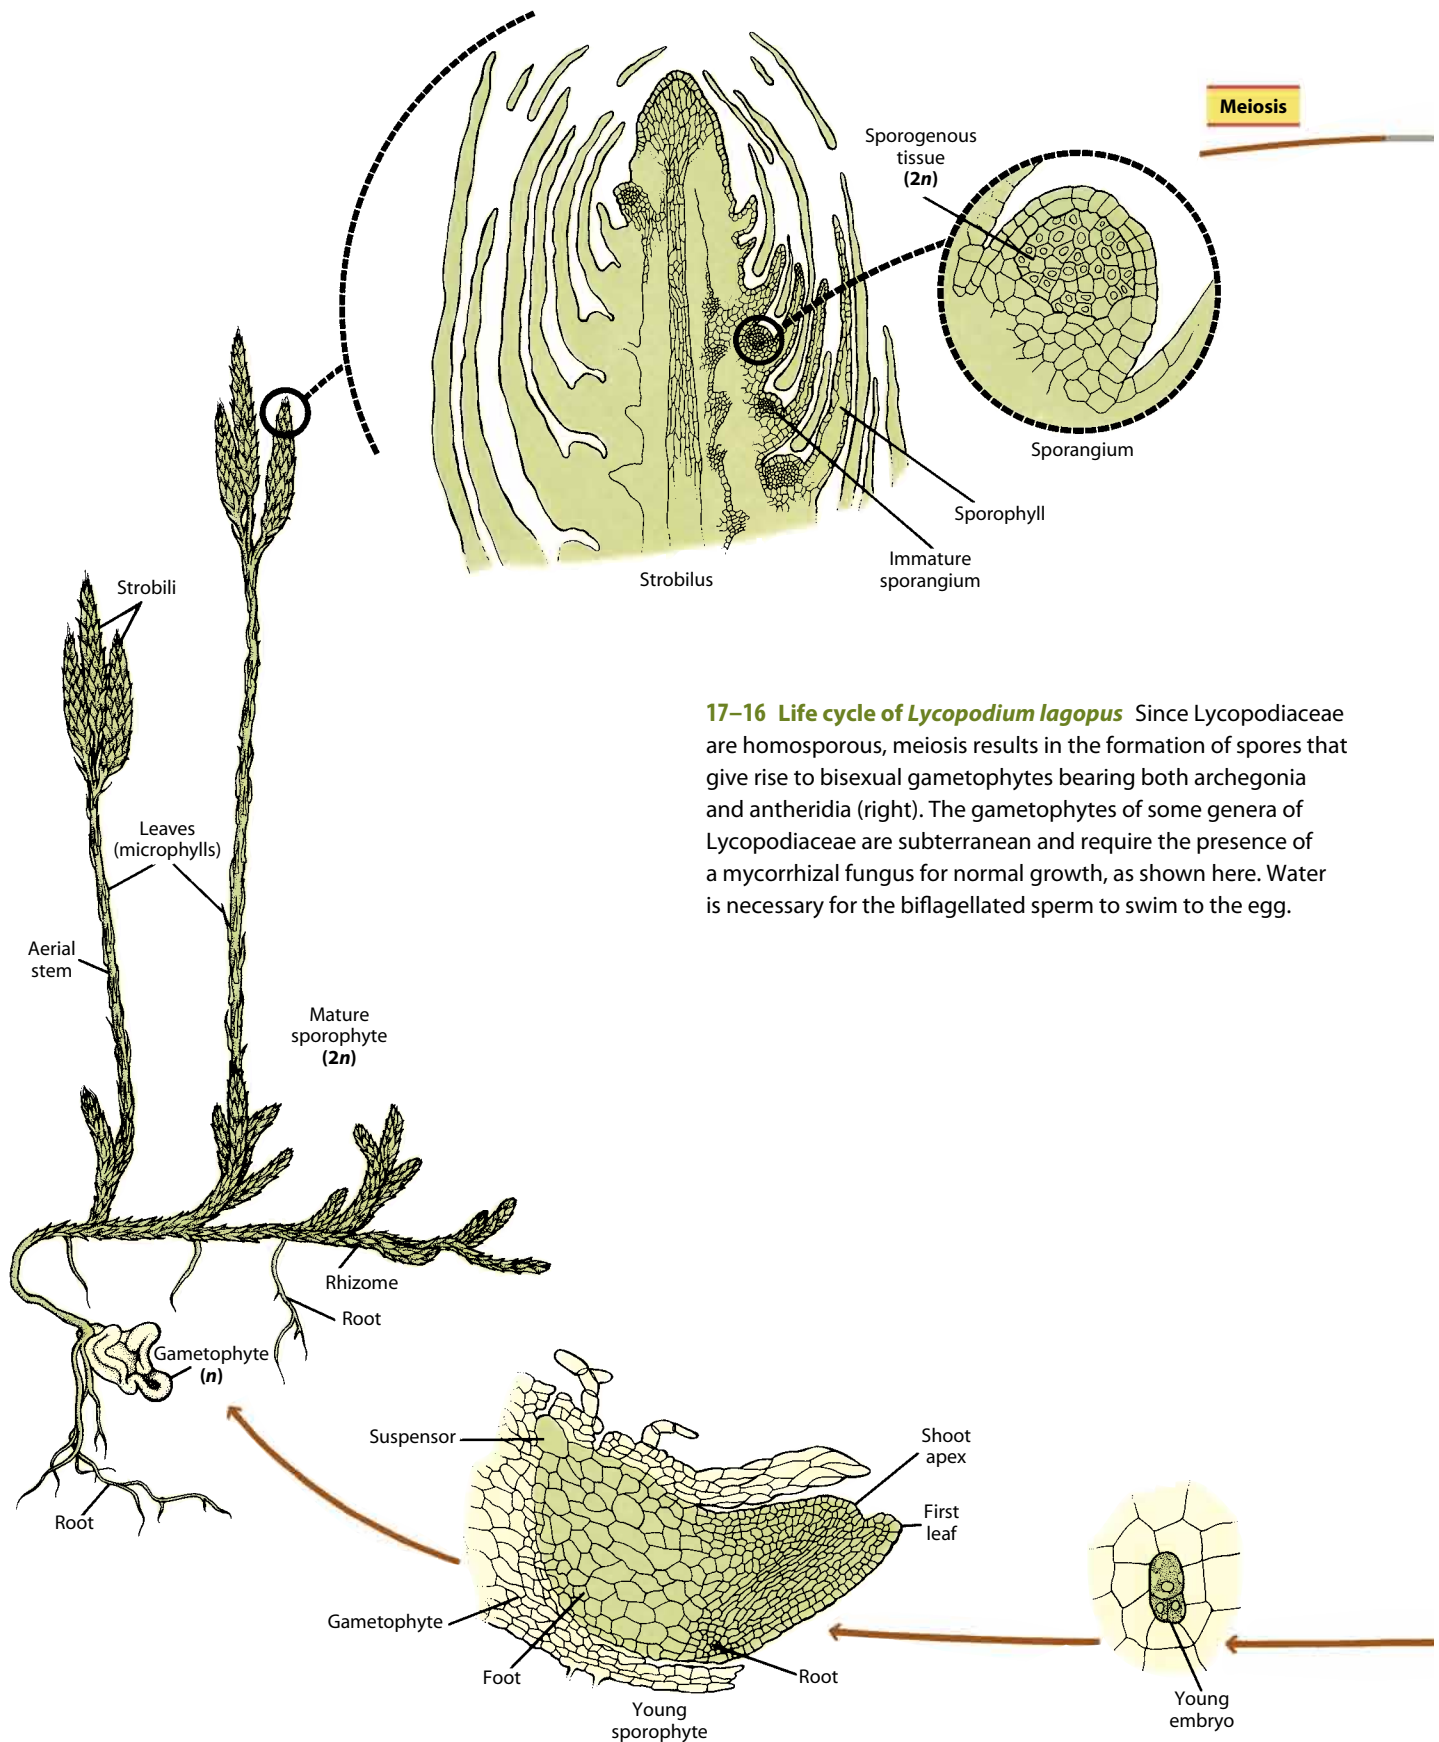 Meiosis
Sporogenous
tissue
(2n)
Sporangium
Sporophyll
Immature
sporangium
Strobilus
Strobili
17–16 Life cycle of Lycopodium lagopus Since Lycopodiaceae
are homosporous, meiosis results in the formation of spores that
give rise to bisexual gametophytes bearing both archegonia
and antheridia (right). The gametophytes of some genera of
Lycopodiaceae are subterranean and require the presence of
a mycorrhizal fungus for normal growth, as shown here. Water
is necessary for the biflagellated sperm to swim to the egg.
Leaves
(microphylls)
Aerial
stem
Mature
sporophyte
(2n)
Rhizome
Root
Gametophyte
(n)
Root
Suspensor
Shoot
apex
First
leaf
Gametophyte
Foot
Root
Young
sporophyte
Young
embryo